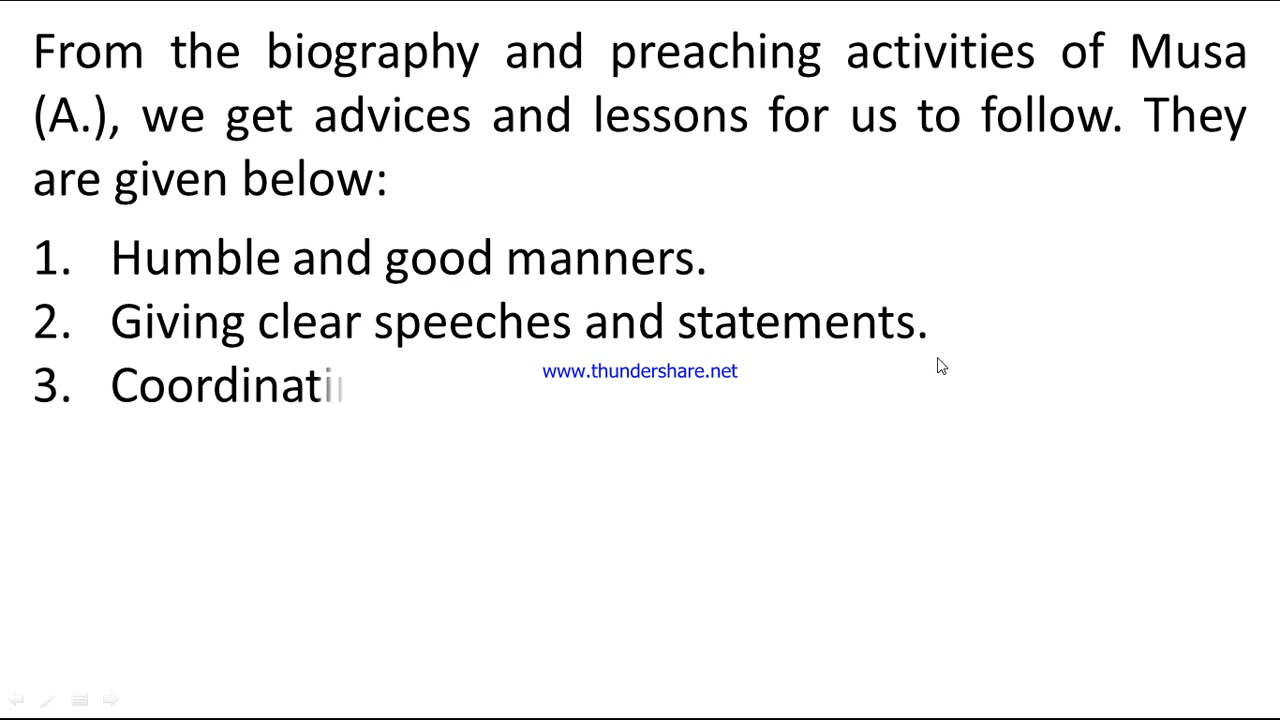 From the biography and preaching activities of Musa
(A.), we get advices and lessons for us to follow. They
are given below:
1. Humble and good manners.
2. Giving clear speeches and statements.
3.
www.thundershare.net